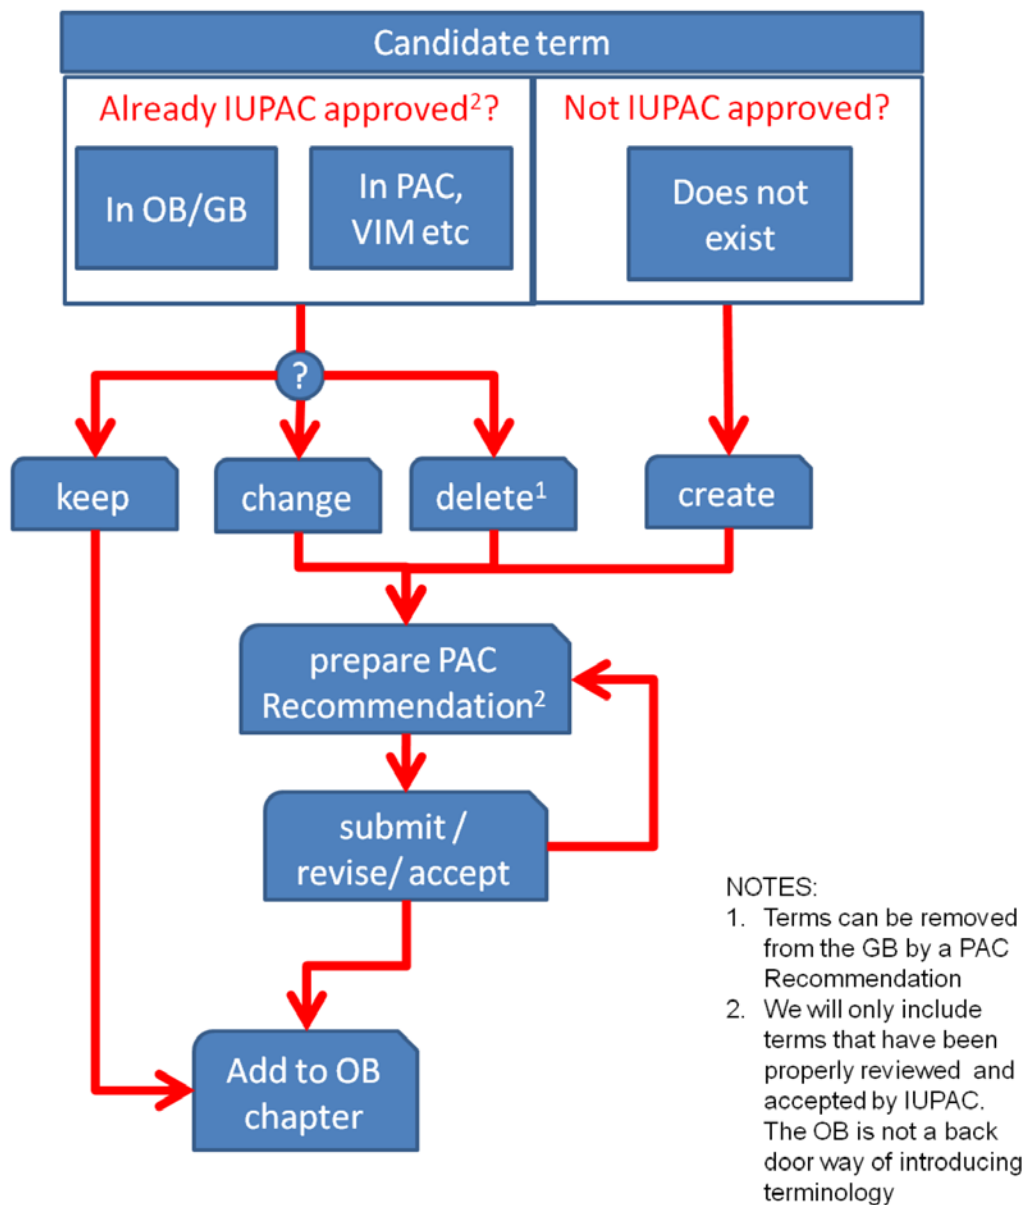 Candidate term
Already IUPAC approved²?
Not IUPAC approved?
In OB/GB
In PAC,
VIM etc
Does not
exist
?
keep
change
delete¹
create
prepare PAC
Recommendation²
submit /
revise/ accept
Add to OB
chapter
NOTES:
1. Terms can be removed
from the GB by a PAC
Recommendation
2. We will only include
terms that have been
properly reviewed and
accepted by IUPAC.
The OB is not a back
door way of introducing
terminology